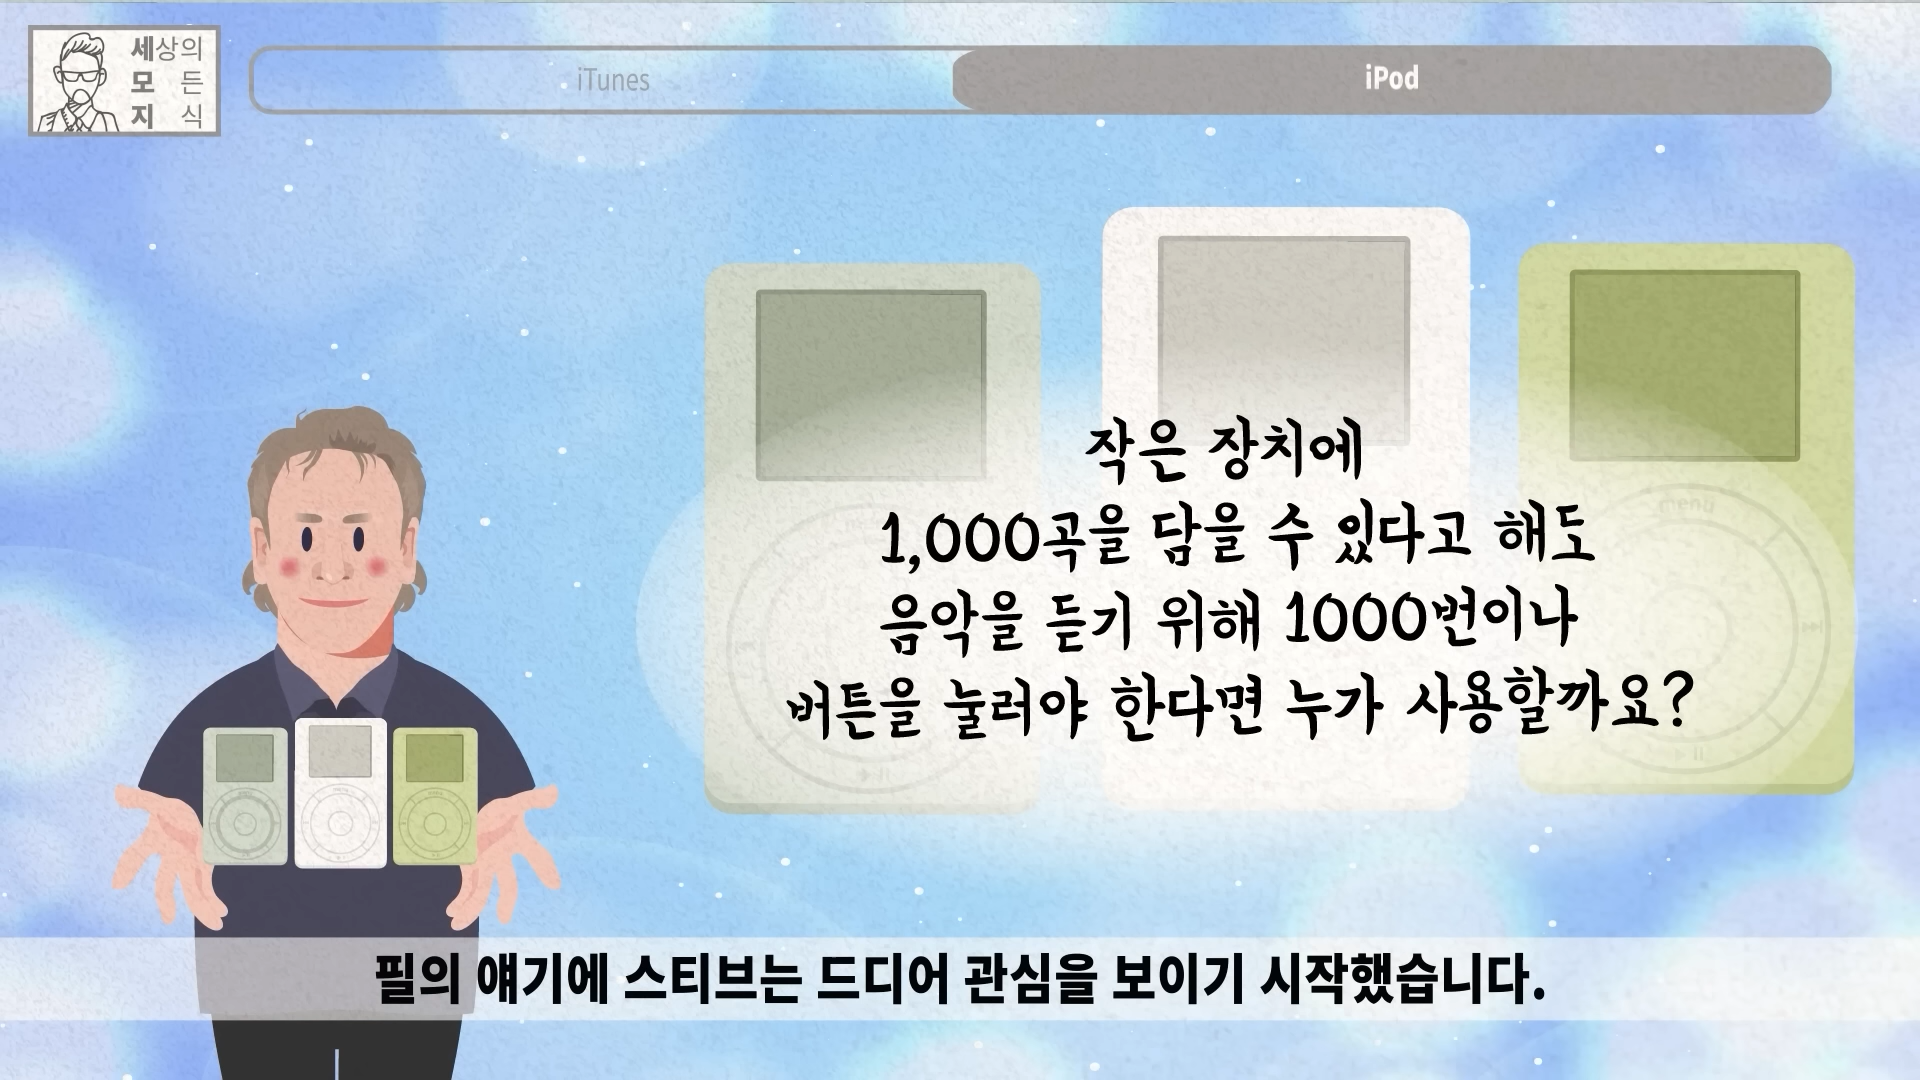 세상의
모든
지식
iTunes
iPod
작은 장치에
1,000곡을 담을 수 있다고 해도
음악을 듣기 위해 1000번이나
버튼을 눌러야 한다면 누가 사용할까요?
menu
필의 얘기에 스티브는 드디어 관심을 보이기 시작했습니다.